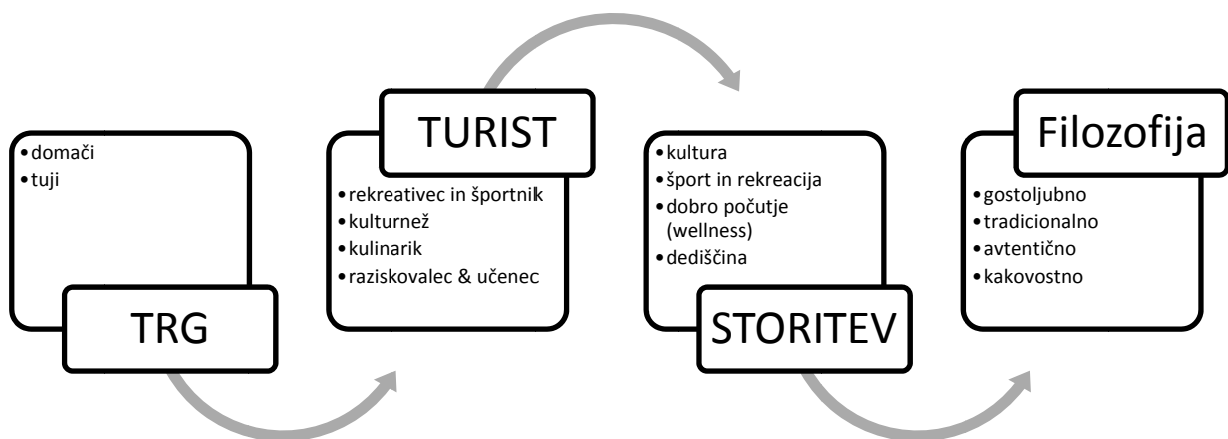 • domači
• tuji
TRG
TURIST
• rekreativec in športnik
• kulturnež
• kulinarik
• raziskovalec & učenec
• kultura
• šport in rekreacija
• dobro počutje
(wellness)
• dediščina
STORITEV
Filozofija
• gostoljubno
• tradicionalno
• avtentično
• kakovostno